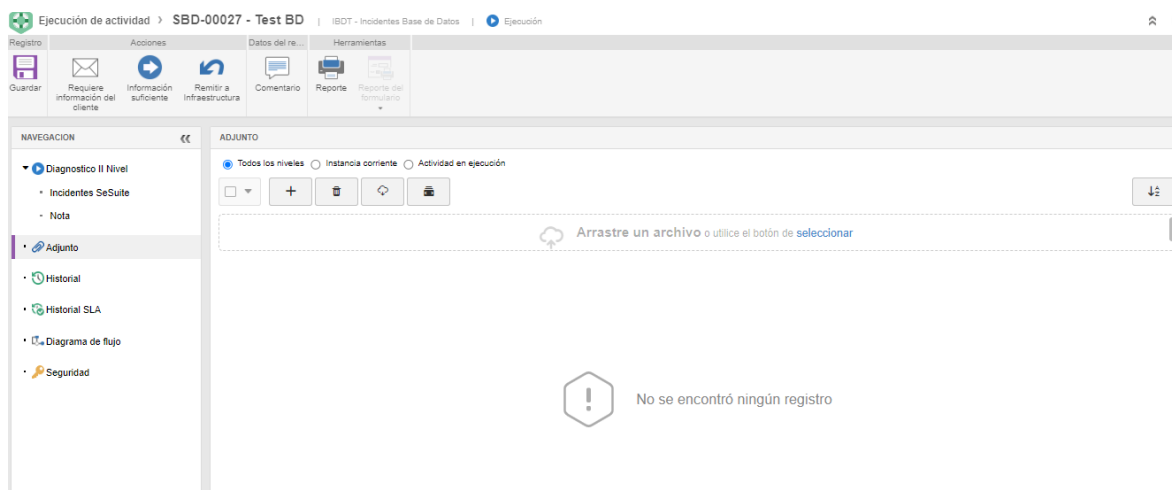 Ejecución de actividad > SBD-00027 - Test BD | IBDT - Incidentes Base de Datos | Ejecución
Registro Acciones Datos del re... Herramientas
Guardar
Requiere información del cliente
Información suficiente
Remitir a Infraestructura
Comentario
Reporte
Reporte del formulario
NAVEGACION
Diagnostico II Nivel
Incidentes SeSuite
Nota
Adjunto
Historial
Historial SLA
Diagrama de flujo
Seguridad
ADJUNTO
Todos los niveles Instancia corriente Actividad en ejecución
Arrastre un archivo o utilice el botón de seleccionar
No se encontró ningún registro